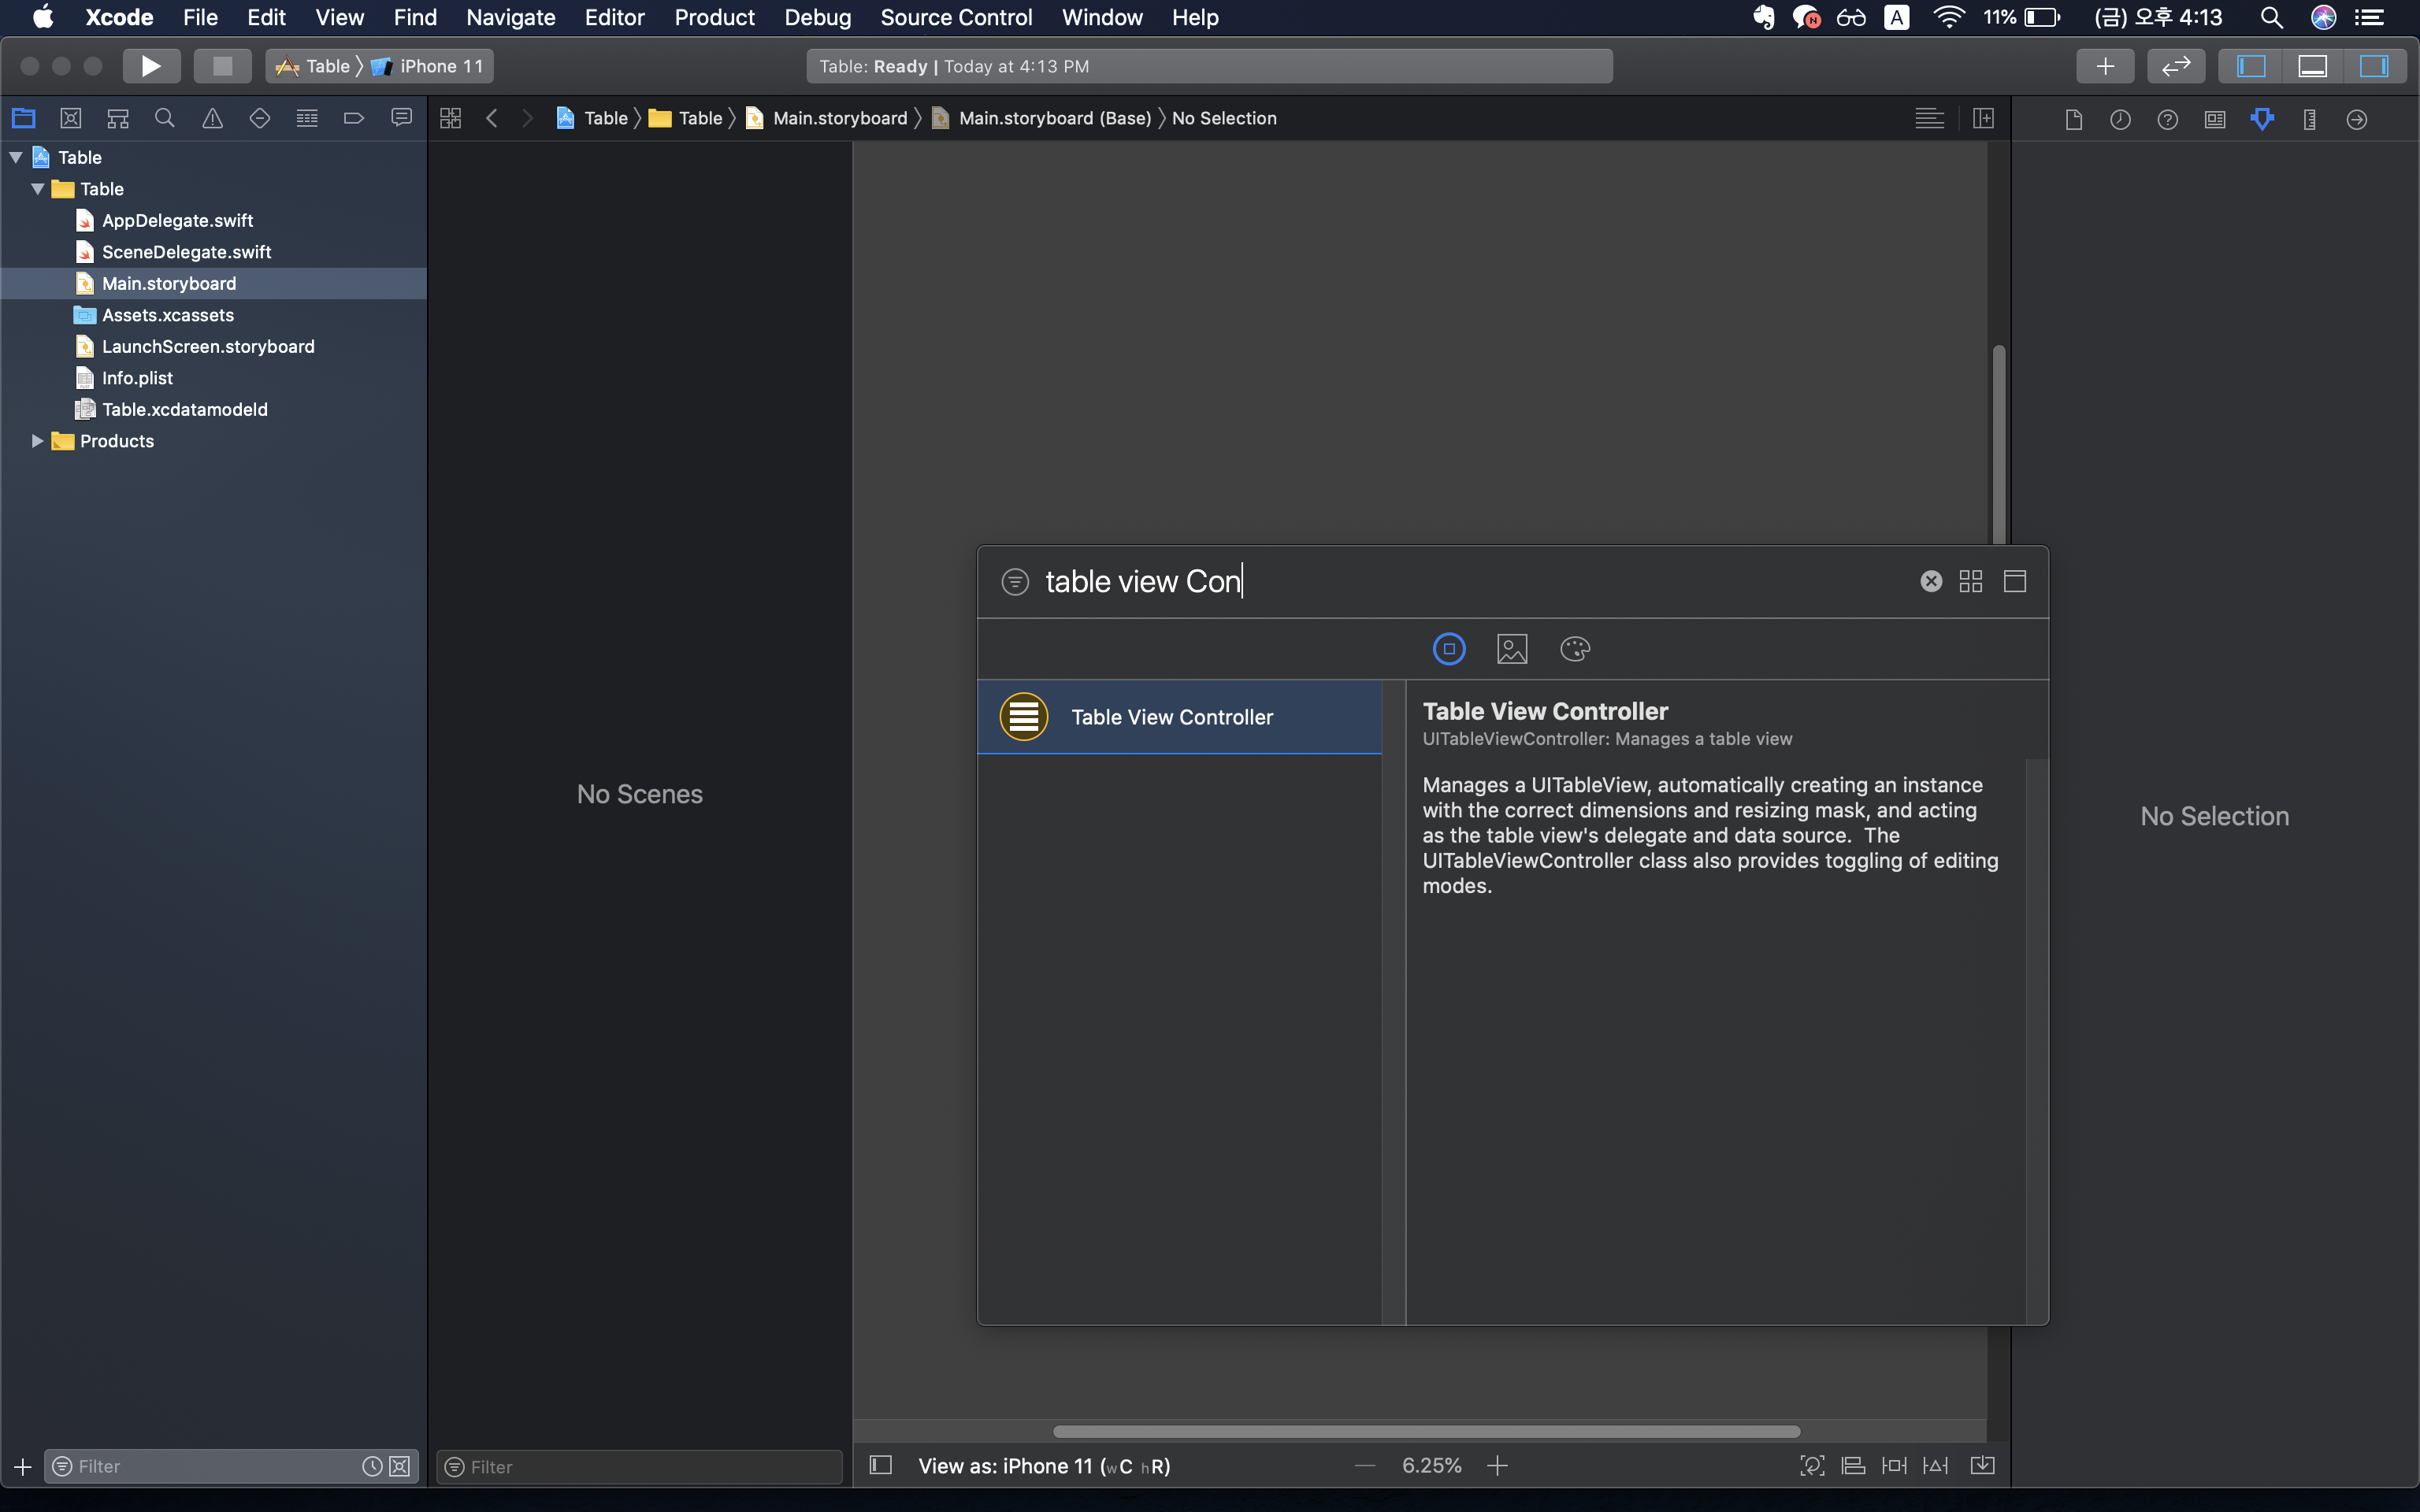 Xcode File Edit View Find Navigate Editor Product Debug Source Control Window Help N A 11% (금) 오후 4:13
Table iPhone 11 Table: Ready | Today at 4:13 PM
Table Table Main.storyboard Main.storyboard (Base) No Selection
Table
Table
AppDelegate.swift
SceneDelegate.swift
Main.storyboard
Assets.xcassets
LaunchScreen.storyboard
Info.plist
Table.xcdatamodeld
Products
No Scenes
table view Con
Table View Controller
Table View Controller
UITableViewController: Manages a table view
Manages a UITableView, automatically creating an instance
with the correct dimensions and resizing mask, and acting
as the table view's delegate and data source. The
UITableViewController class also provides toggling of editing
modes.
No Selection
Filter
Filter
View as: iPhone 11 (wC hR) 6.25%